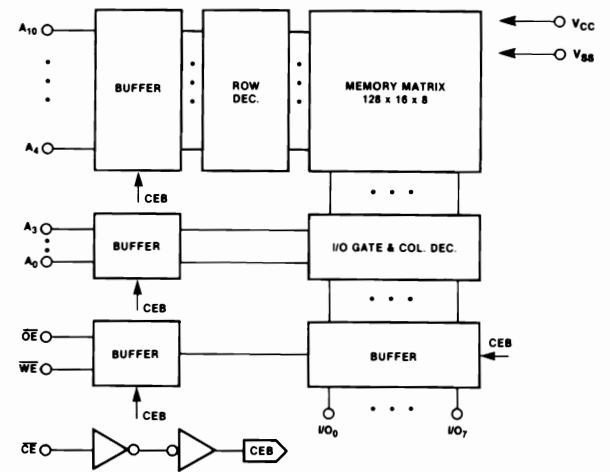 A10
VCC
VSS
BUFFER
ROW
DEC.
MEMORY MATRIX
128 x 16 x 8
A4
CEB
A3
BUFFER
I/O GATE & COL. DEC.
A0
CEB
OE
BUFFER
BUFFER
CEB
WE
CEB
I/O0
I/O7
CE
CEB